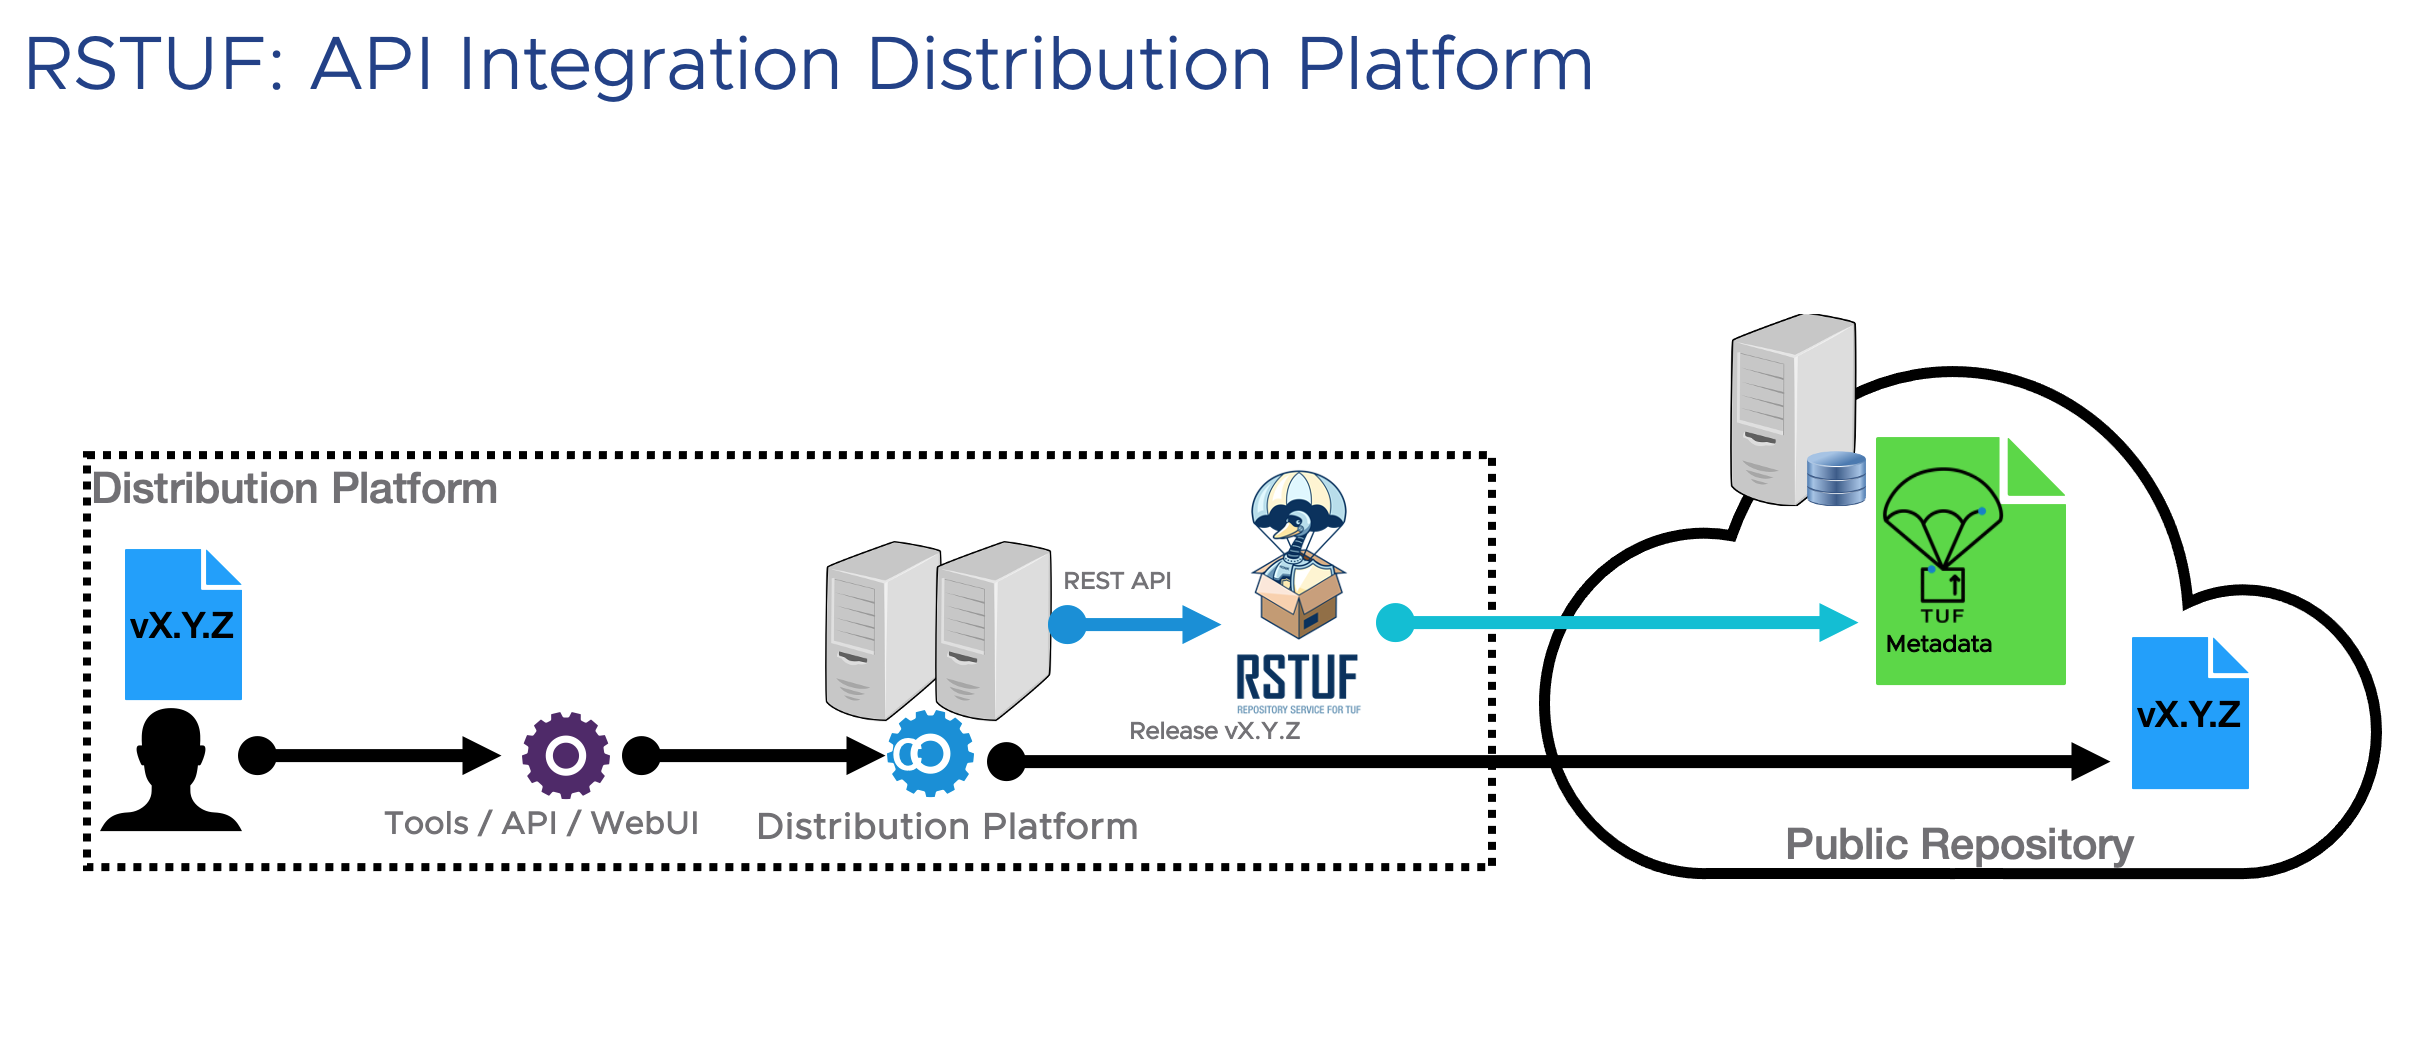 RSTUF: API Integration Distribution Platform
Distribution Platform
vX.Y.Z
Tools / API / WebUI
Distribution Platform
REST API
RSTUF
REPOSITORY SERVICE FOR TUF
Release vX.Y.Z
TUF
Metadata
vX.Y.Z
Public Repository